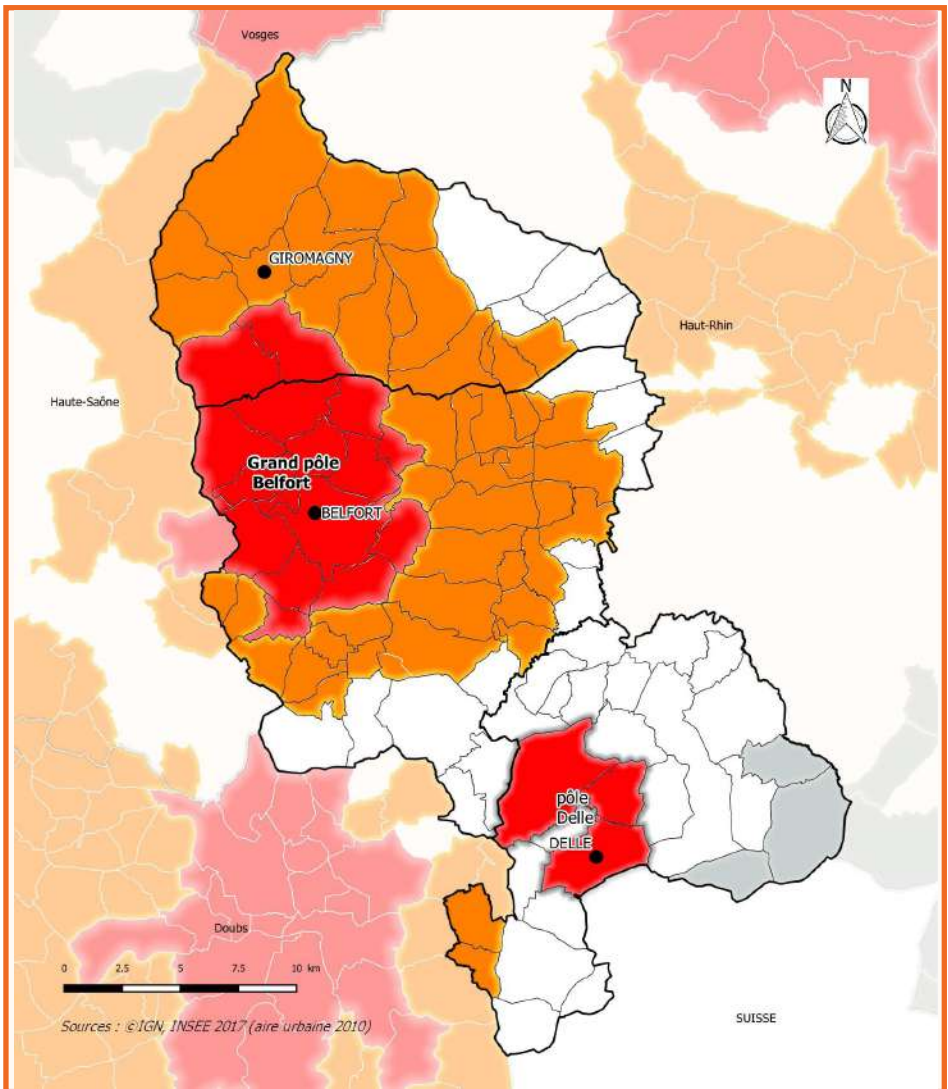 Vosges
N
GIROMAGNY
Haut-Rhin
Haute-Saône
Grand pôle
Belfort
BELFORT
pôle
Delle
DELLE
Doubs
0 2.5 5 7.5 10 km
SUISSE
Sources : ©IGN, INSEE 2017 (aire urbaine 2010)